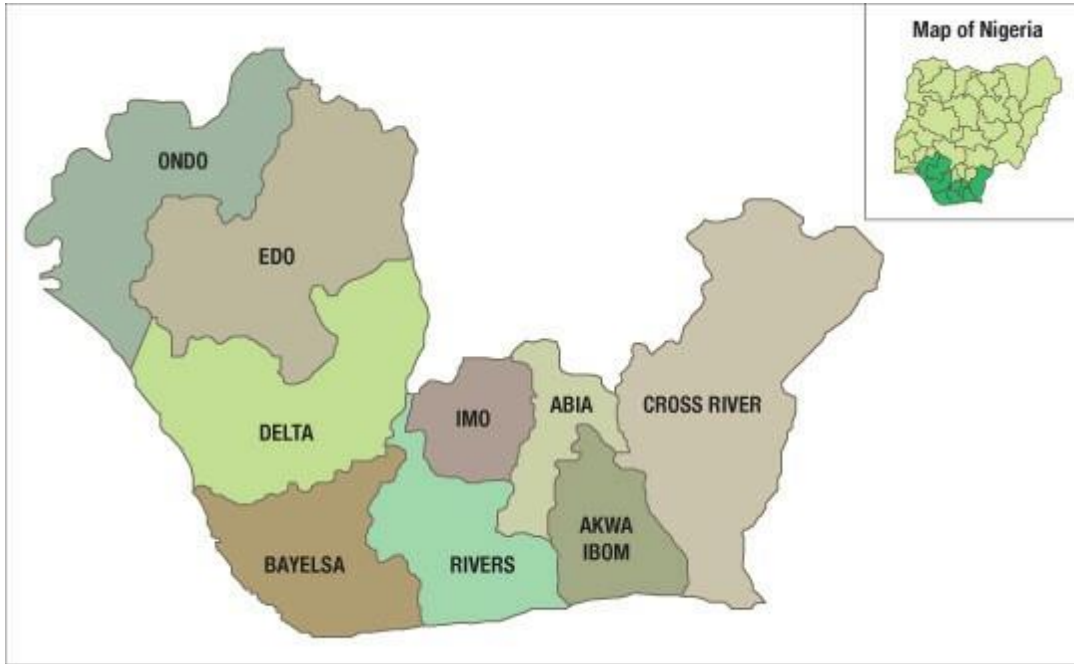 Map of Nigeria
ONDO
EDO
DELTA
IMO
ABIA
CROSS RIVER
BAYELSA
RIVERS
AKWA
IBOM